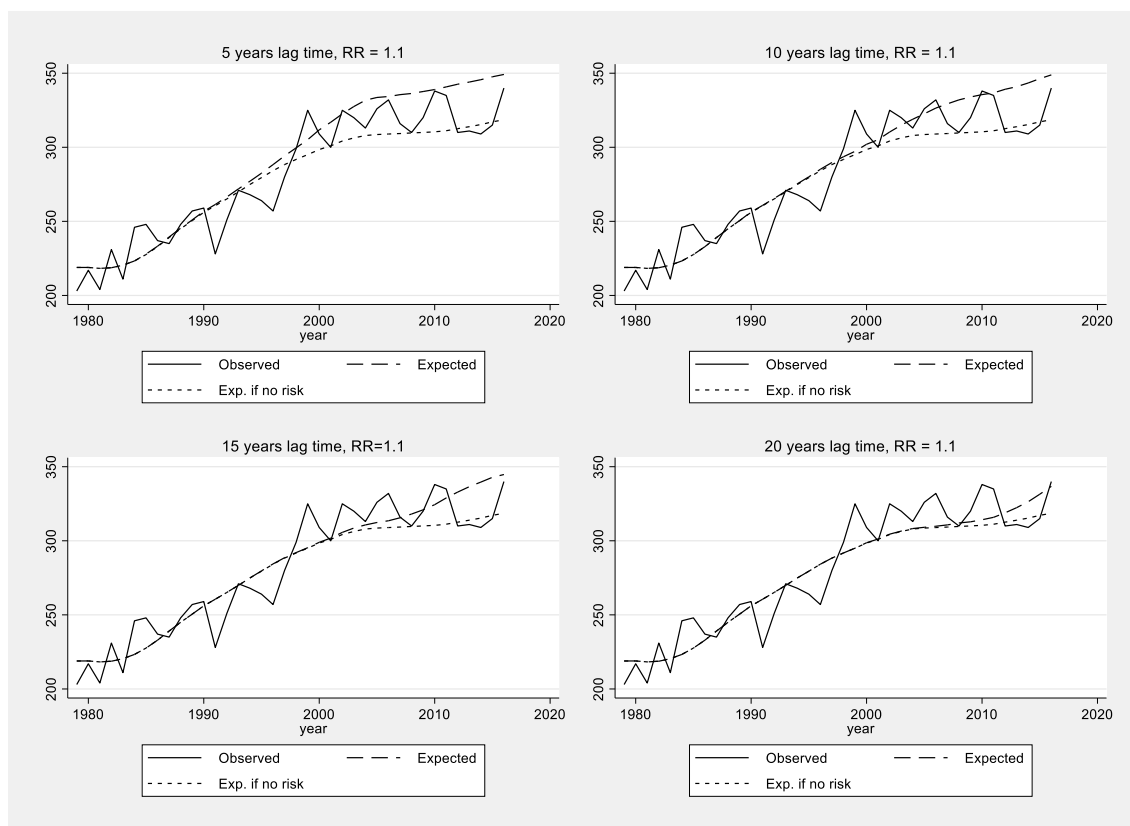 5 years lag time, RR = 1.1
350
300
250
200
1980 1990 2000 2010 2020
year
Observed Expected
Exp. if no risk
10 years lag time, RR = 1.1
350
300
250
200
1980 1990 2000 2010 2020
year
Observed Expected
Exp. if no risk
15 years lag time, RR=1.1
350
300
250
200
1980 1990 2000 2010 2020
year
Observed Expected
Exp. if no risk
20 years lag time, RR = 1.1
350
300
250
200
1980 1990 2000 2010 2020
year
Observed Expected
Exp. if no risk